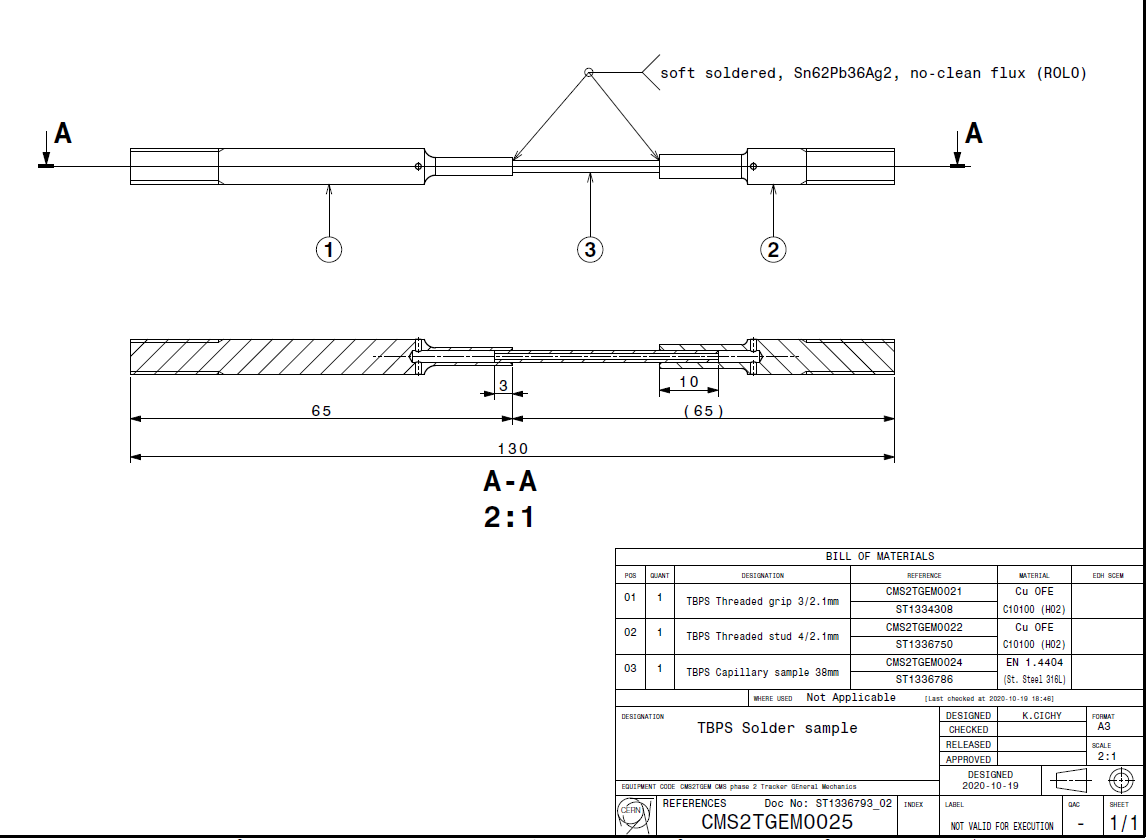 soft soldered, Sn62Pb36Ag2, no-clean flux (ROL0)
A A
1 3 2
3 10
65 (65)
130
A-A
2:1
BILL OF MATERIALS
POS QUANT DESIGNATION REFERENCE MATERIAL EDH SCEM
01 1 TBPS Threaded grip 3/2.1mm CMS2TGEM0021 Cu OFE
ST1334308 C10100 (H02)
02 1 TBPS Threaded stud 4/2.1mm CMS2TGEM0022 Cu OFE
ST1336750 C10100 (H02)
03 1 TBPS Capillary sample 38mm CMS2TGEM0024 EN 1.4404
ST1336786 (St. Steel 316L)
WHERE USED Not Applicable [Last checked at 2020-10-19 18:46]
DESIGNATION
TBPS Solder sample
DESIGNED K.CICHY
CHECKED
RELEASED
APPROVED
FORMAT
A3
SCALE
2:1
DESIGNED
2020-10-19
EQUIPMENT CODE CMS2TGEM CMS phase 2 Tracker GEneral Mechanics
CERN
REFERENCES Doc No: ST1336793_02
CMS2TGEM0025
INDEX
LABEL
NOT VALID FOR EXECUTION
QAC
-
SHEET
1/1